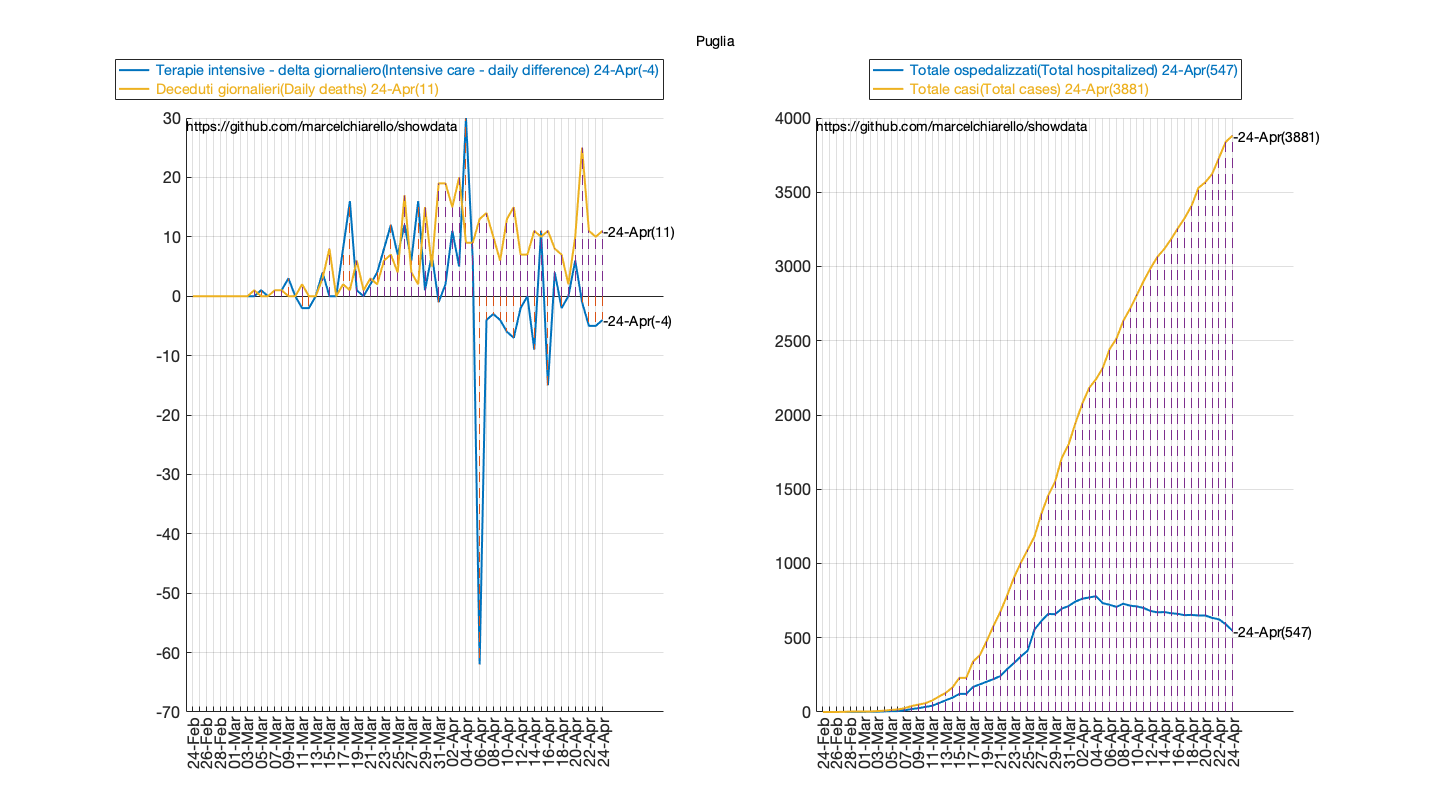 Puglia
Terapie intensive - delta giornaliero(Intensive care - daily difference) 24-Apr(-4)
Deceduti giornalieri(Daily deaths) 24-Apr(11)
https://github.com/marcelchiarello/showdata
30
20
10
0
-10
-20
-30
-40
-50
-60
-70
-24-Apr(11)
-24-Apr(-4)
24-Feb
26-Feb
28-Feb
01-Mar
03-Mar
05-Mar
07-Mar
09-Mar
11-Mar
13-Mar
15-Mar
17-Mar
19-Mar
21-Mar
23-Mar
25-Mar
27-Mar
29-Mar
31-Mar
02-Apr
04-Apr
06-Apr
08-Apr
10-Apr
12-Apr
14-Apr
16-Apr
18-Apr
20-Apr
22-Apr
24-Apr
Totale ospedalizzati(Total hospitalized) 24-Apr(547)
Totale casi(Total cases) 24-Apr(3881)
https://github.com/marcelchiarello/showdata
4000
3500
3000
2500
2000
1500
1000
500
0
-24-Apr(3881)
-24-Apr(547)
24-Feb
26-Feb
28-Feb
01-Mar
03-Mar
05-Mar
07-Mar
09-Mar
11-Mar
13-Mar
15-Mar
17-Mar
19-Mar
21-Mar
23-Mar
25-Mar
27-Mar
29-Mar
31-Mar
02-Apr
04-Apr
06-Apr
08-Apr
10-Apr
12-Apr
14-Apr
16-Apr
18-Apr
20-Apr
22-Apr
24-Apr